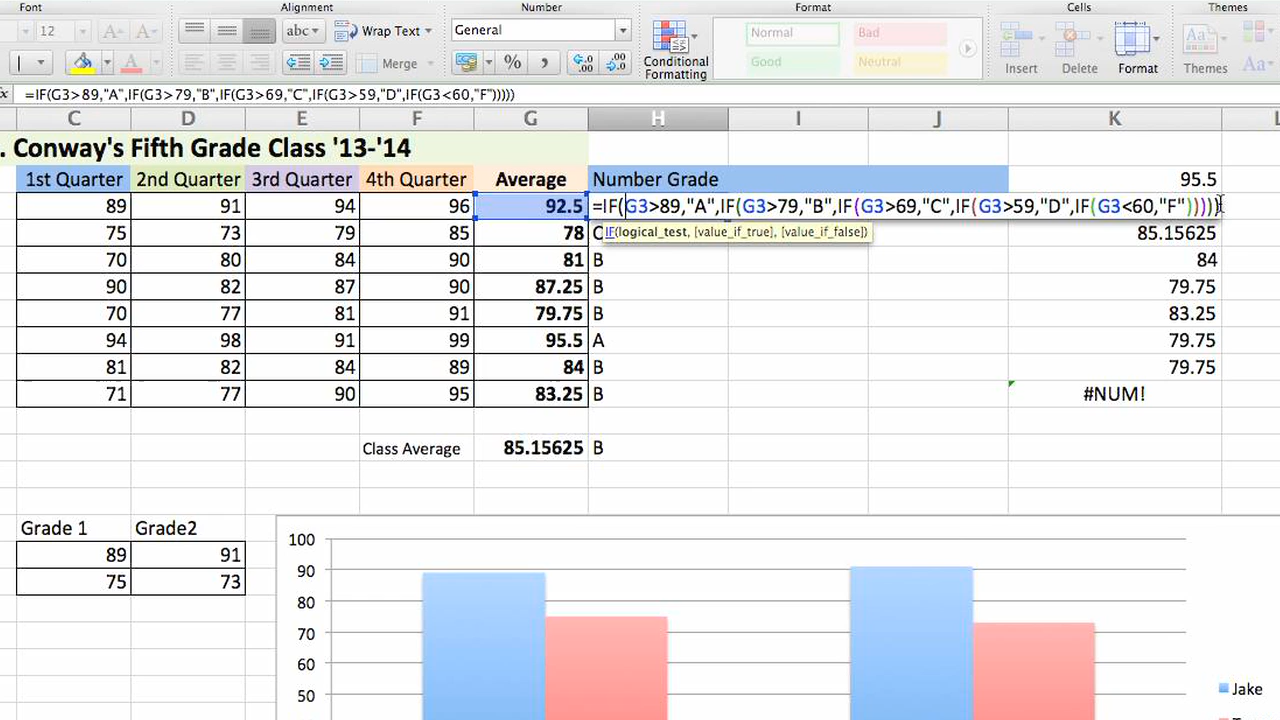 Font Alignment Number Format Cells Themes
12 A A abc Wrap Text General Conditional Formatting Normal Bad Insert Delete Format Themes Aa
A Merge % , .0 .00 .00 .0 Good Neutral Aa
=IF(G3>89,"A",IF(G3>79,"B",IF(G3>69,"C",IF(G3>59,"D",IF(G3<60,"F")))))
C D E F G H I J K L
. Conway's Fifth Grade Class '13-'14
1st Quarter 2nd Quarter 3rd Quarter 4th Quarter Average Number Grade 95.5
89 91 94 96 92.5 =IF(G3>89,"A",IF(G3>79,"B",IF(G3>69,"C",IF(G3>59,"D",IF(G3<60,"F")))))
75 73 79 85 78 C IF(logical_test, [value_if_true], [value_if_false]) 85.15625
70 80 84 90 81 B 84
90 82 87 90 87.25 B 79.75
70 77 81 91 79.75 B 83.25
94 98 91 99 95.5 A 79.75
81 82 84 89 84 B 79.75
71 77 90 95 83.25 B #NUM!
Class Average 85.15625 B
Grade 1 Grade2
89 91
75 73
100
90
80
70
60
50
Jake